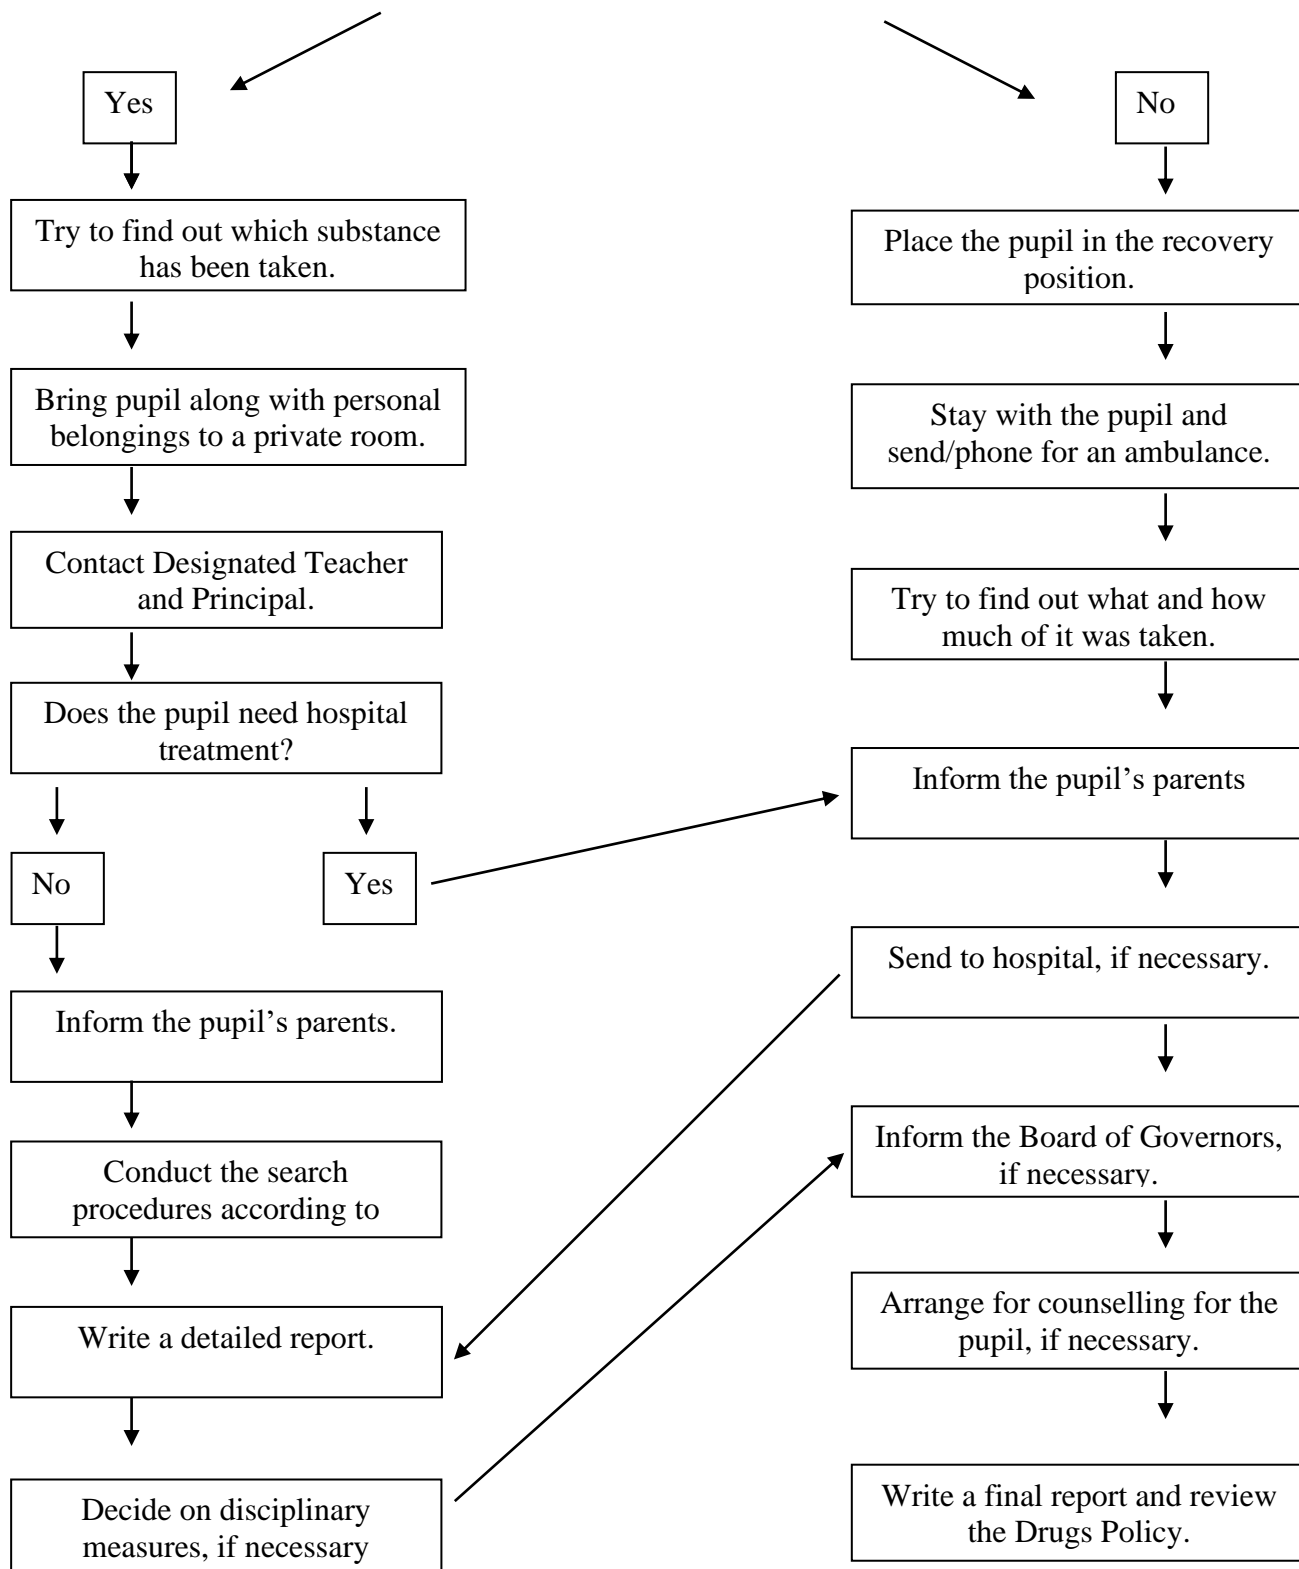 Yes
No
Try to find out which substance
has been taken.
Place the pupil in the recovery
position.
Bring pupil along with personal
belongings to a private room.
Stay with the pupil and
send/phone for an ambulance.
Contact Designated Teacher
and Principal.
Try to find out what and how
much of it was taken.
Does the pupil need hospital
treatment?
Inform the pupil’s parents
No
Yes
Send to hospital, if necessary.
Inform the pupil’s parents.
Inform the Board of Governors,
if necessary.
Conduct the search
procedures according to
Arrange for counselling for the
pupil, if necessary.
Write a detailed report.
Write a final report and review
the Drugs Policy.
Decide on disciplinary
measures, if necessary